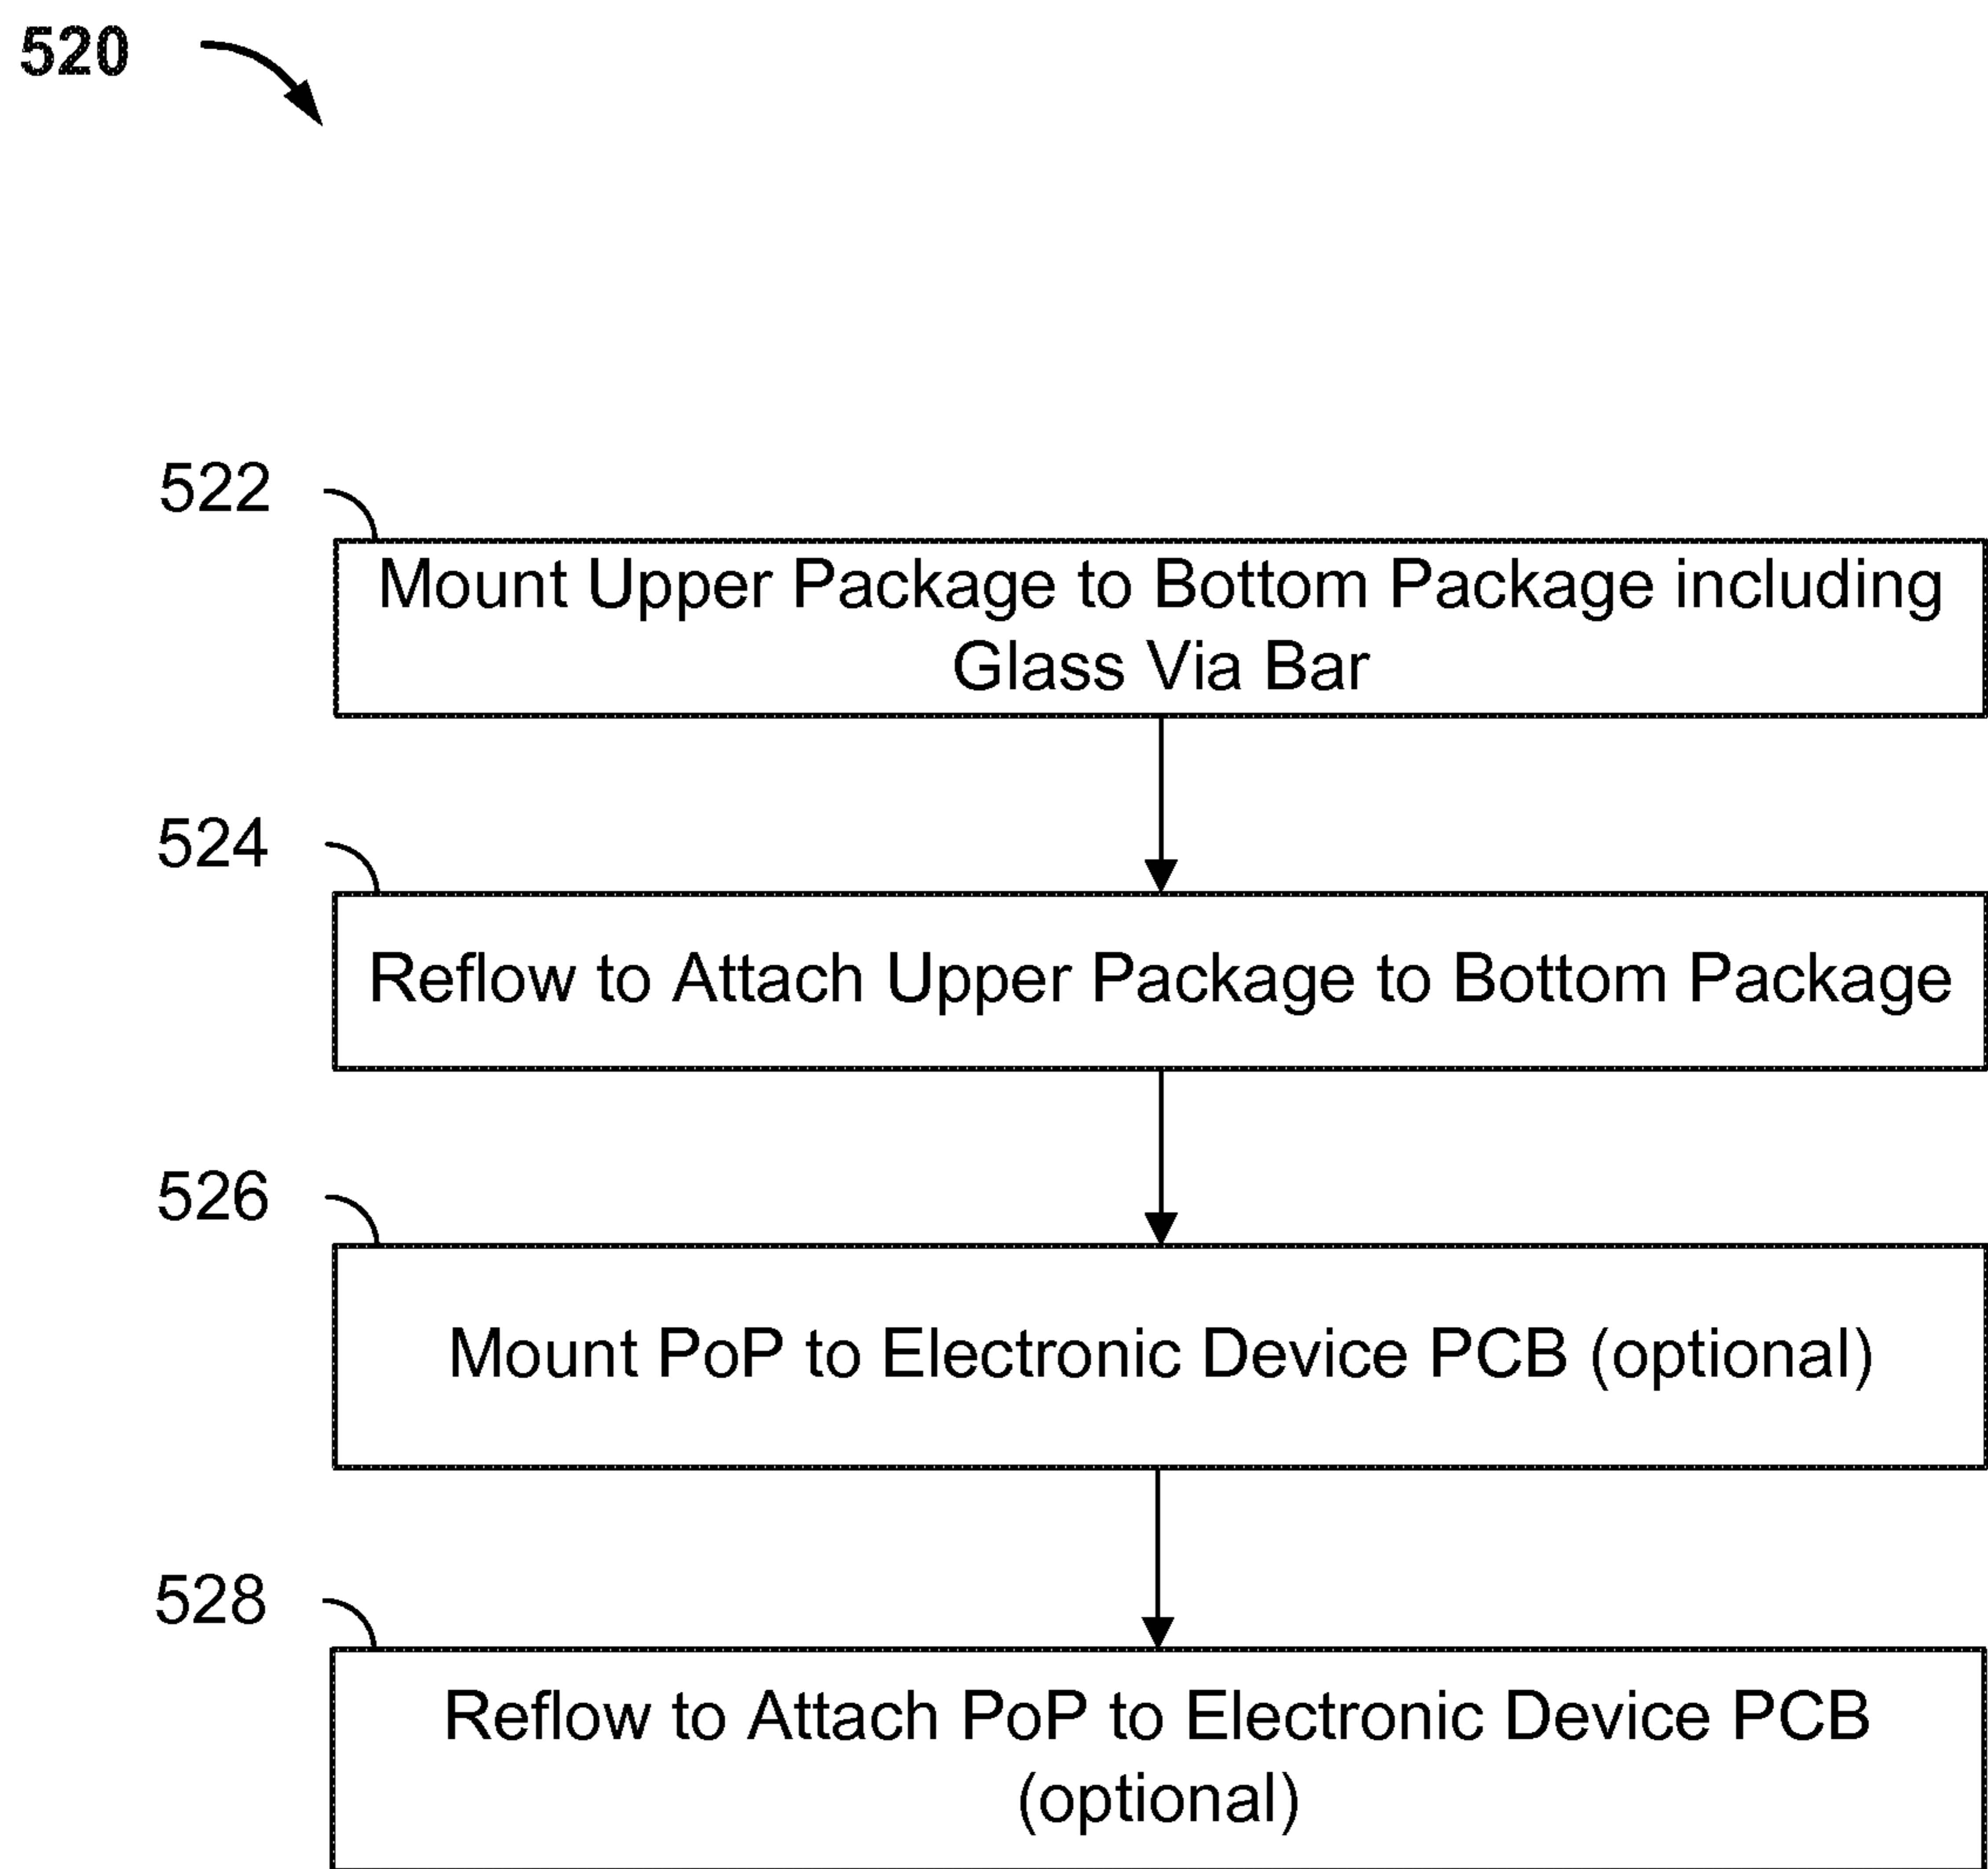 520
522
Mount Upper Package to Bottom Package including
Glass Via Bar
524
Reflow to Attach Upper Package to Bottom Package
526
Mount PoP to Electronic Device PCB (optional)
528
Reflow to Attach PoP to Electronic Device PCB
(optional)